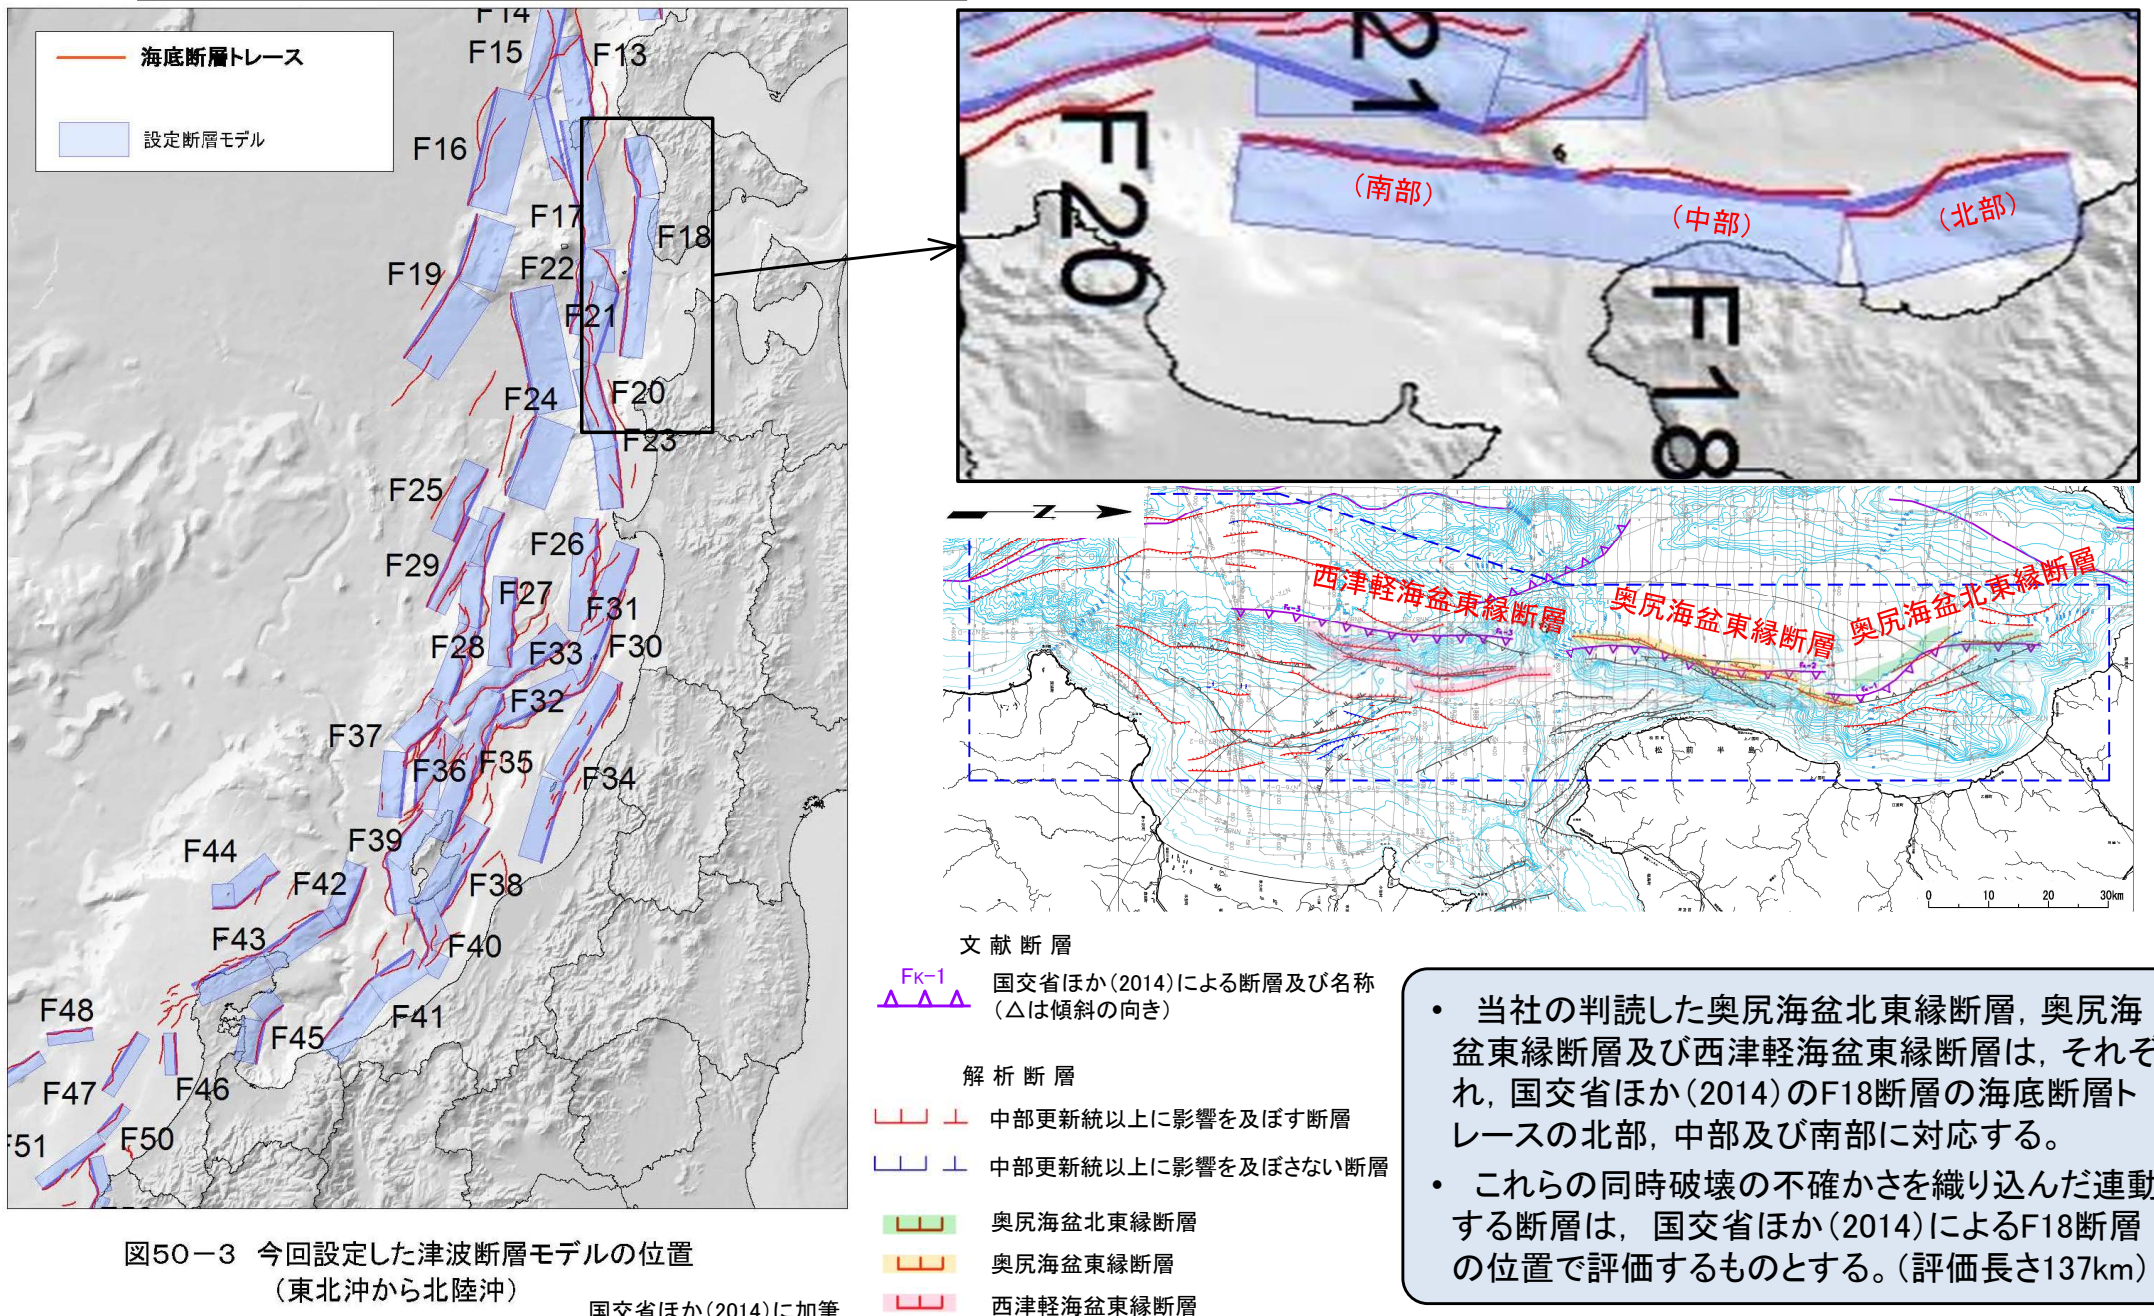 海底断層トレース
設定断層モデル
F14
F15
F13
F16
F17
F18
F19
F22
F21
F24
F20
F23
F25
F26
F29
F27
F31
F28
F33
F30
F32
F37
F36
F35
F34
F39
F44
F42
F38
F43
F40
F48
F41
F45
F47
F46
F50
F51
図50-3 今回設定した津波断層モデルの位置
(東北沖から北陸沖)
国交省ほか(2014)に加筆
21
F20
F18
(南部)
(中部)
(北部)
N
西津軽海盆東縁断層
奥尻海盆東縁断層
奥尻海盆北東縁断層
FK-3
FK-2
FK-1
松前半島
0 10 20 30km
文献断層
FK-1
国交省ほか(2014)による断層及び名称
(△は傾斜の向き)
解析断層
中部更新統以上に影響を及ぼす断層
中部更新統以上に影響を及ぼさない断層
奥尻海盆北東縁断層
奥尻海盆東縁断層
西津軽海盆東縁断層
• 当社の判読した奥尻海盆北東縁断層,奥尻海
盆東縁断層及び西津軽海盆東縁断層は,それぞ
れ,国交省ほか(2014)のF18断層の海底断層ト
レースの北部,中部及び南部に対応する。
• これらの同時破壊の不確かさを織り込んだ連動
する断層は, 国交省ほか(2014)によるF18断層
の位置で評価するものとする。(評価長さ137km)